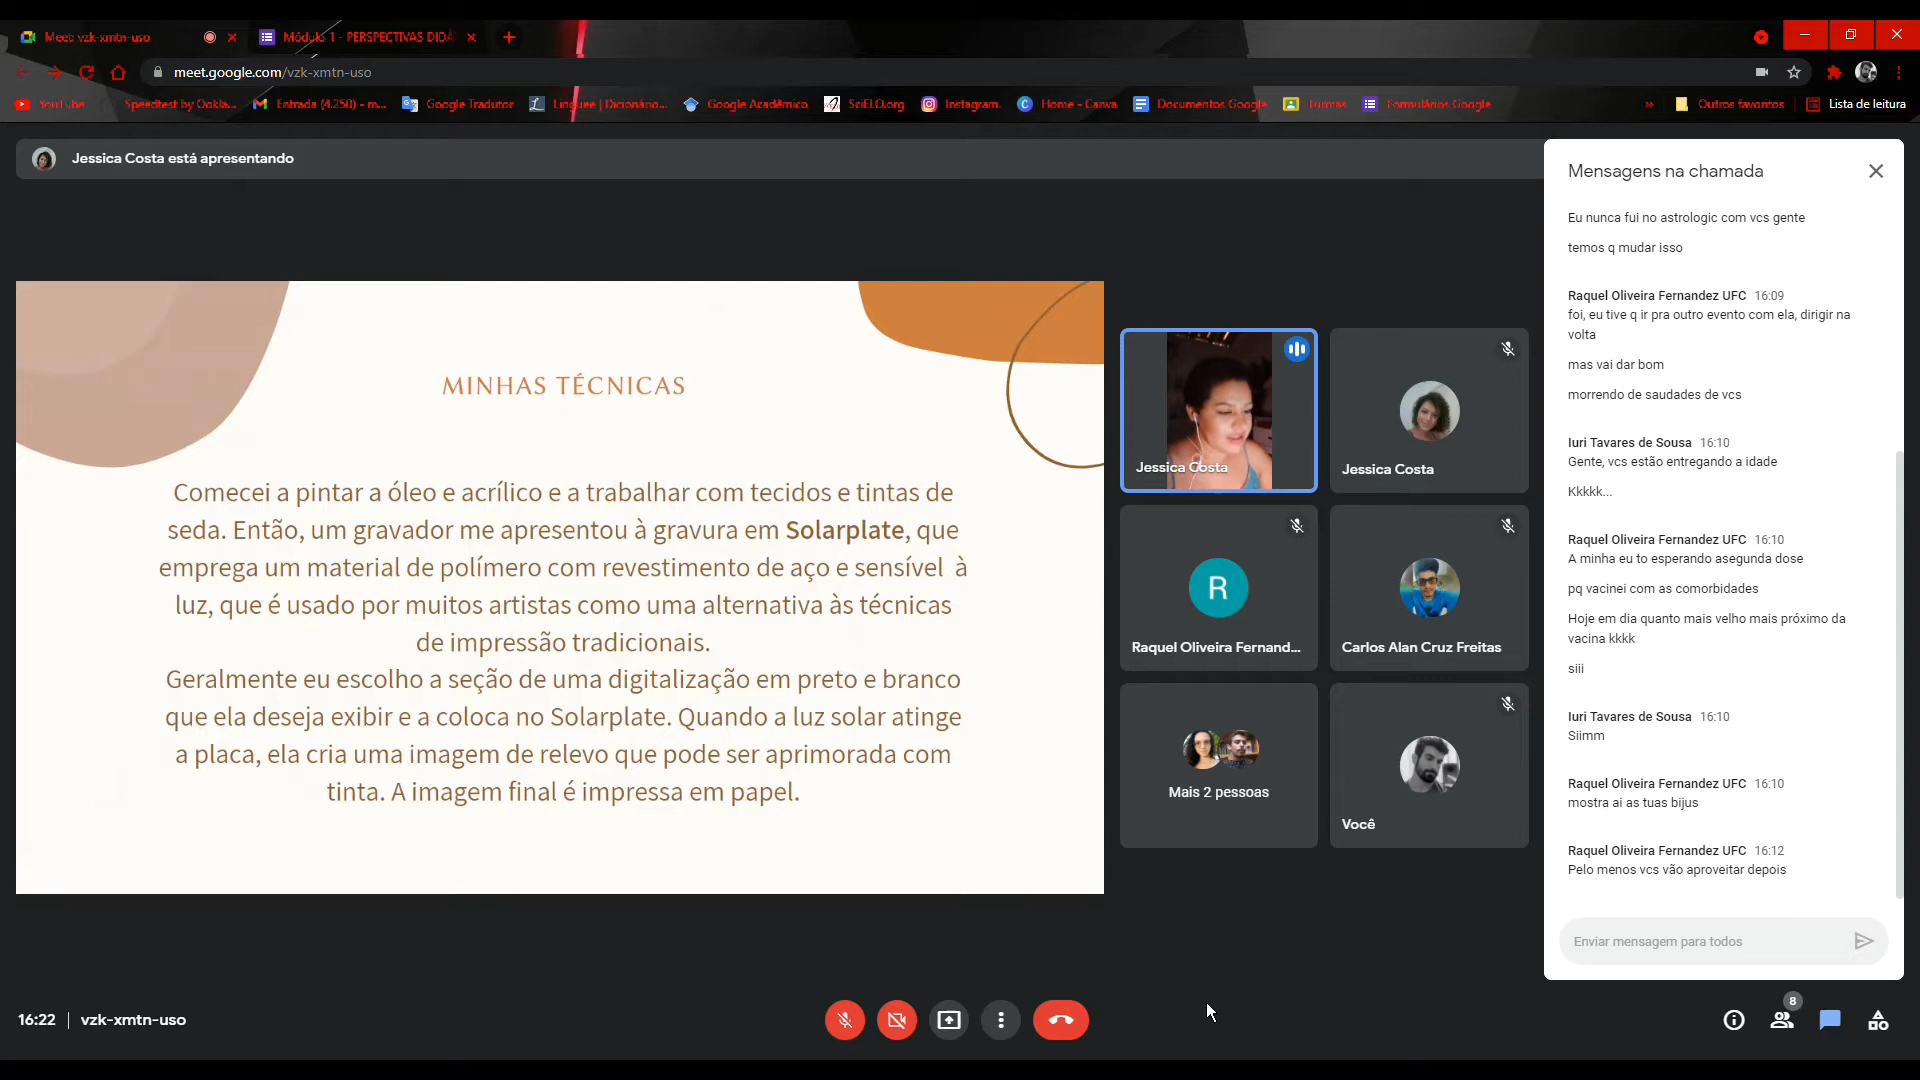 Meet: vzk-xmtn-uso
Módulo 1 - PERSPECTIVAS DIDÁ
meet.google.com/vzk-xmtn-uso
YouTube
Speedtest by Ookla...
Entrada (4.250) - m...
Google Tradutor
Linguee | Dicionário...
Google Acadêmico
SciELO.org
Instagram.
Home - Canva
Documentos Google
Turmas
Formulários Google
»
Outros favoritos
Lista de leitura
Jessica Costa está apresentando
MINHAS TÉCNICAS
Comecei a pintar a óleo e acrílico e a trabalhar com tecidos e tintas de
seda. Então, um gravador me apresentou à gravura em Solarplate, que
emprega um material de polímero com revestimento de aço e sensível à
luz, que é usado por muitos artistas como uma alternativa às técnicas
de impressão tradicionais.
Geralmente eu escolho a seção de uma digitalização em preto e branco
que ela deseja exibir e a coloca no Solarplate. Quando a luz solar atinge
a placa, ela cria uma imagem de relevo que pode ser aprimorada com
tinta. A imagem final é impressa em papel.
Jessica Costa
Jessica Costa
R
Raquel Oliveira Fernand...
Carlos Alan Cruz Freitas
Mais 2 pessoas
Você
Mensagens na chamada
Eu nunca fui no astrologic com vcs gente
temos q mudar isso
Raquel Oliveira Fernandez UFC 16:09
foi, eu tive q ir pra outro evento com ela, dirigir na
volta
mas vai dar bom
morrendo de saudades de vcs
Iuri Tavares de Sousa 16:10
Gente, vcs estão entregando a idade
Kkkkk...
Raquel Oliveira Fernandez UFC 16:10
A minha eu to esperando asegunda dose
pq vacinei com as comorbidades
Hoje em dia quanto mais velho mais próximo da
vacina kkkk
siii
Iuri Tavares de Sousa 16:10
Siimm
Raquel Oliveira Fernandez UFC 16:10
mostra ai as tuas bijus
Raquel Oliveira Fernandez UFC 16:12
Pelo menos vcs vão aproveitar depois
Enviar mensagem para todos
16:22 | vzk-xmtn-uso
8